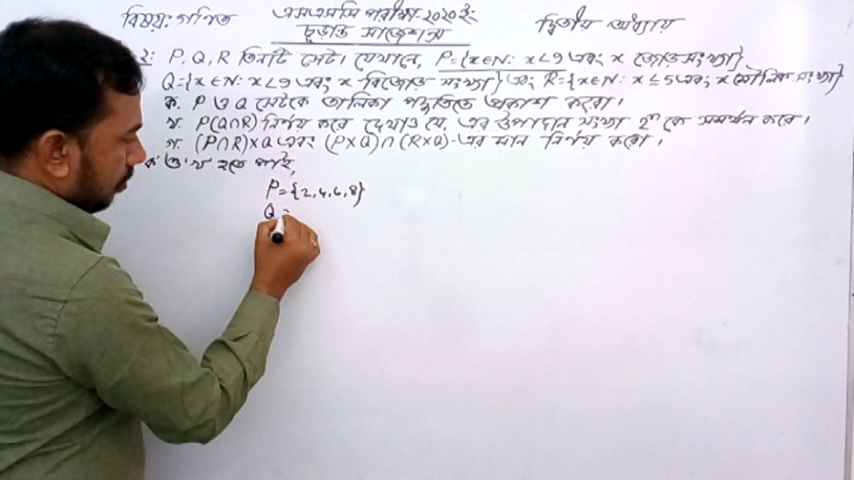 বিষয়: গণিত এসএসসি পরীক্ষা-২০২০ইং দ্বিতীয় অধ্যায়
চূড়ান্ত সাজেশন্স
২: P, Q, R তিনটি সেট। যেখানে, P={x∈N: x<9 এবং x জোড় সংখ্যা}
Q={x∈N: x<9 এবং x বিজোড় সংখ্যা} এবং R={x∈N: x≤5 এবং x মৌলিক সংখ্যা}
ক. P ও Q সেটকে তালিকা পদ্ধতিতে প্রকাশ করো।
খ. P(Q∩R) নির্ণয় করে দেখাও যে, এর উপাদান সংখ্যা 2ⁿ কে সমর্থন করে।
গ. (P∩R)×Q এবং (P×Q)∩(R×Q)-এর মান নির্ণয় করো।
'ক' ও 'খ' হতে পাই,
P={2,4,6,8}
Q =